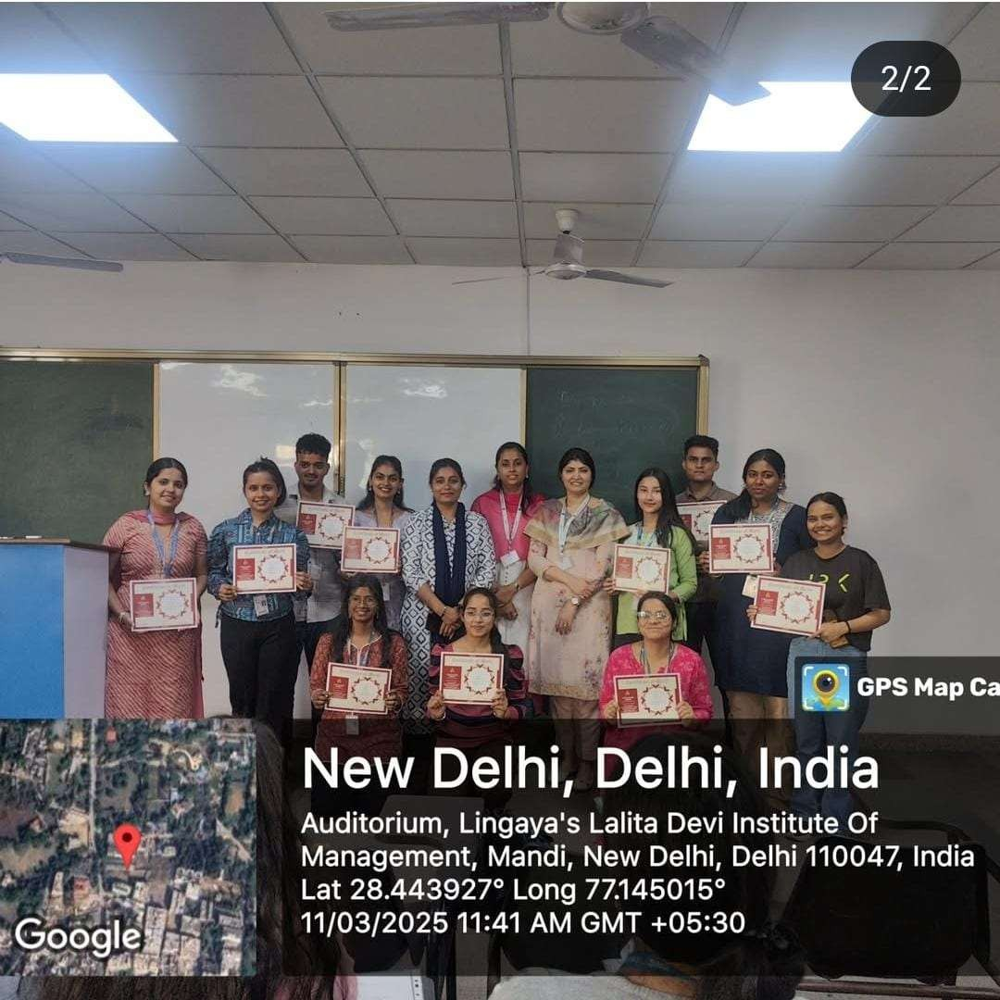 2/2
J2K
GPS Map Ca
New Delhi, Delhi, India
Auditorium, Lingaya's Lalita Devi Institute Of
Management, Mandi, New Delhi, Delhi 110047, India
Lat 28.443927° Long 77.145015°
11/03/2025 11:41 AM GMT +05:30
Google